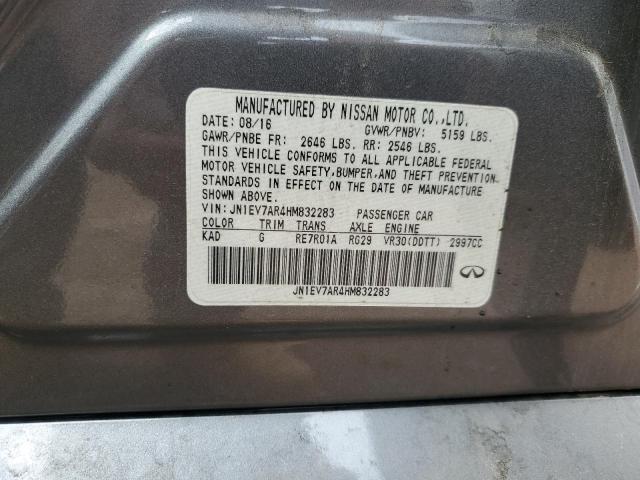 MANUFACTURED BY NISSAN MOTOR CO.,LTD.
DATE: 08/16 GVWR/PNBV: 5159 LBS.
GAWR/PNBE FR: 2646 LBS. RR: 2546 LBS.
THIS VEHICLE CONFORMS TO ALL APPLICABLE FEDERAL
MOTOR VEHICLE SAFETY,BUMPER,AND THEFT PREVENTION
STANDARDS IN EFFECT ON THE DATE OF MANUFACTURE
SHOWN ABOVE.
VIN:JN1EV7AR4HM832283 PASSENGER CAR
COLOR TRIM TRANS AXLE ENGINE
KAD G RE7R01A RG29 VR30(DDTT) 2997CC
JN1EV7AR4HM832283